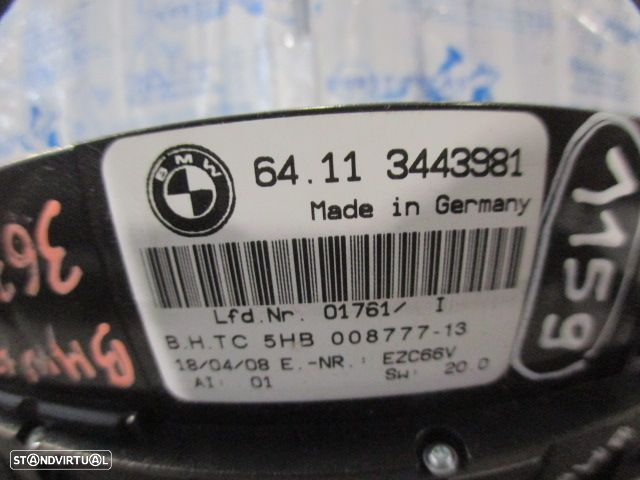 BMW
64.11 3443981
Made in Germany
Lfd.Nr. 01761/ I
B.H.TC 5HB 008777-13
18/04/08 E.-NR.: EZC66V
AI: 01 SW: 20.0
1159
STANDVIRTUAL